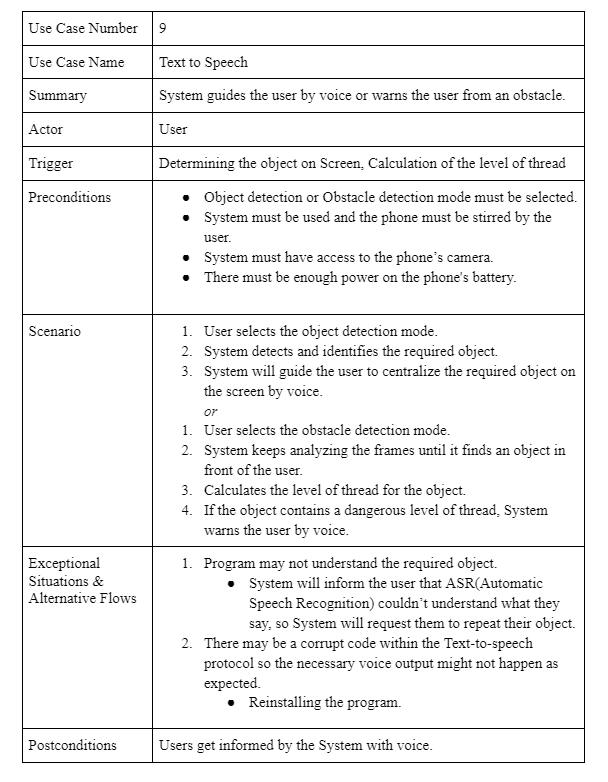 Use Case Number 9
Use Case Name Text to Speech
Summary System guides the user by voice or warns the user from an obstacle.
Actor User
Trigger Determining the object on Screen, Calculation of the level of thread
Preconditions ● Object detection or Obstacle detection mode must be selected.
● System must be used and the phone must be stirred by the
user.
● System must have access to the phone's camera.
● There must be enough power on the phone's battery.
Scenario 1. User selects the object detection mode.
2. System detects and identifies the required object.
3. System will guide the user to centralize the required object on
the screen by voice.
or
1. User selects the obstacle detection mode.
2. System keeps analyzing the frames until it finds an object in
front of the user.
3. Calculates the level of thread for the object.
4. If the object contains a dangerous level of thread, System
warns the user by voice.
Exceptional
Situations &
Alternative Flows
1. Program may not understand the required object.
● System will inform the user that ASR(Automatic
Speech Recognition) couldn't understand what they
say, so System will request them to repeat their object.
2. There may be a corrupt code within the Text-to-speech
protocol so the necessary voice output might not happen as
expected.
● Reinstalling the program.
Postconditions Users get informed by the System with voice.